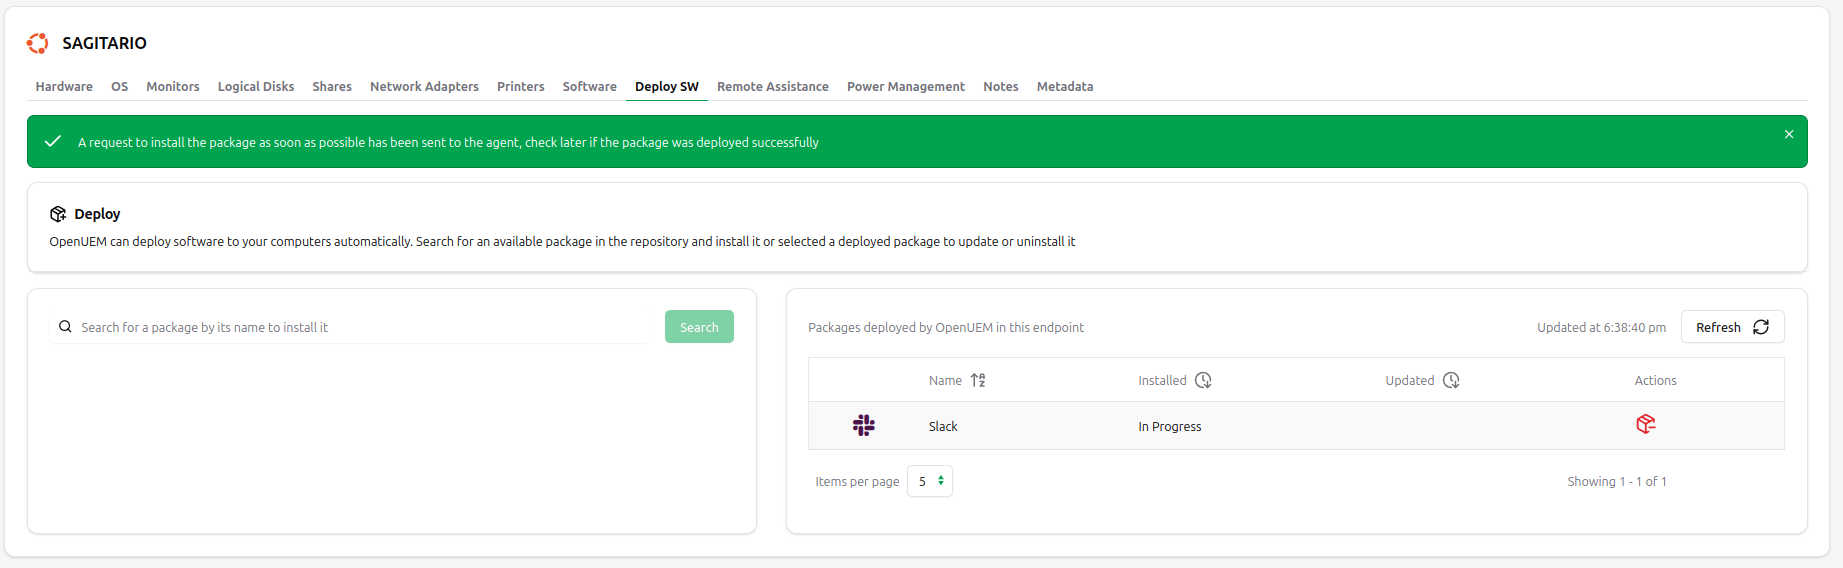 SAGITARIO
Hardware OS Monitors Logical Disks Shares Network Adapters Printers Software Deploy SW Remote Assistance Power Management Notes Metadata
A request to install the package as soon as possible has been sent to the agent, check later if the package was deployed successfully
Deploy
OpenUEM can deploy software to your computers automatically. Search for an available package in the repository and install it or selected a deployed package to update or uninstall it
Search for a package by its name to install it Search
Packages deployed by OpenUEM in this endpoint Updated at 6:38:40 pm Refresh
Name Installed Updated Actions
Slack In Progress
Items per page 5 Showing 1 - 1 of 1